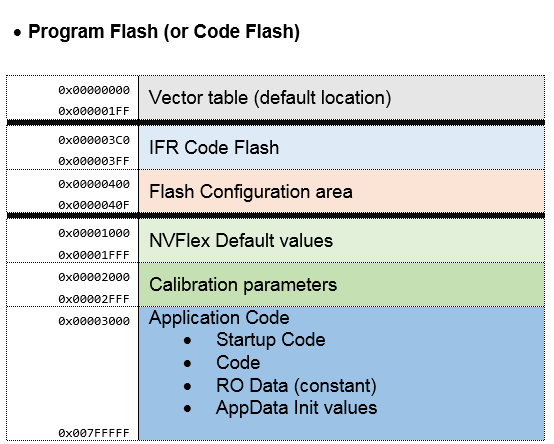 • Program Flash (or Code Flash)
0x00000000
0x000001FF
Vector table (default location)
0x000003C0
0x000003FF
IFR Code Flash
0x00000400
0x0000040F
Flash Configuration area
0x00001000
0x00001FFF
NVFlex Default values
0x00002000
0x00002FFF
Calibration parameters
0x00003000
Application Code
• Startup Code
• Code
• RO Data (constant)
• AppData Init values
0x007FFFFF